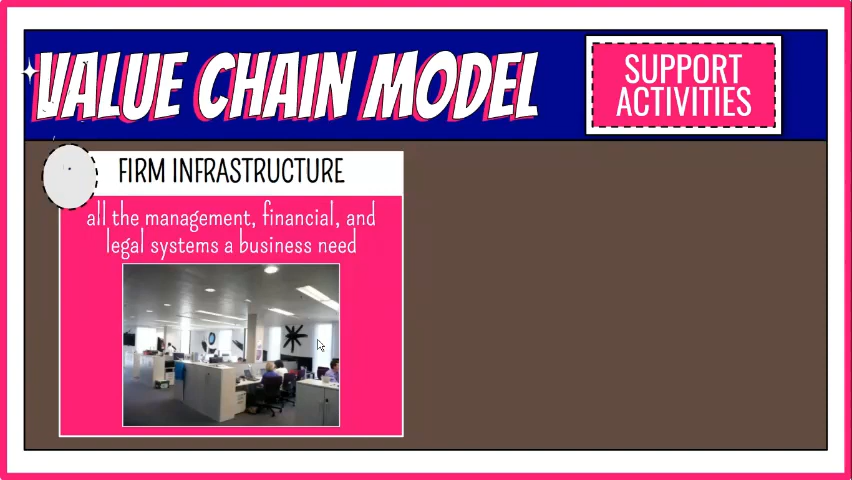 VALUE CHAIN MODEL
SUPPORT
ACTIVITIES
FIRM INFRASTRUCTURE
all the management, financial, and
legal systems a business need